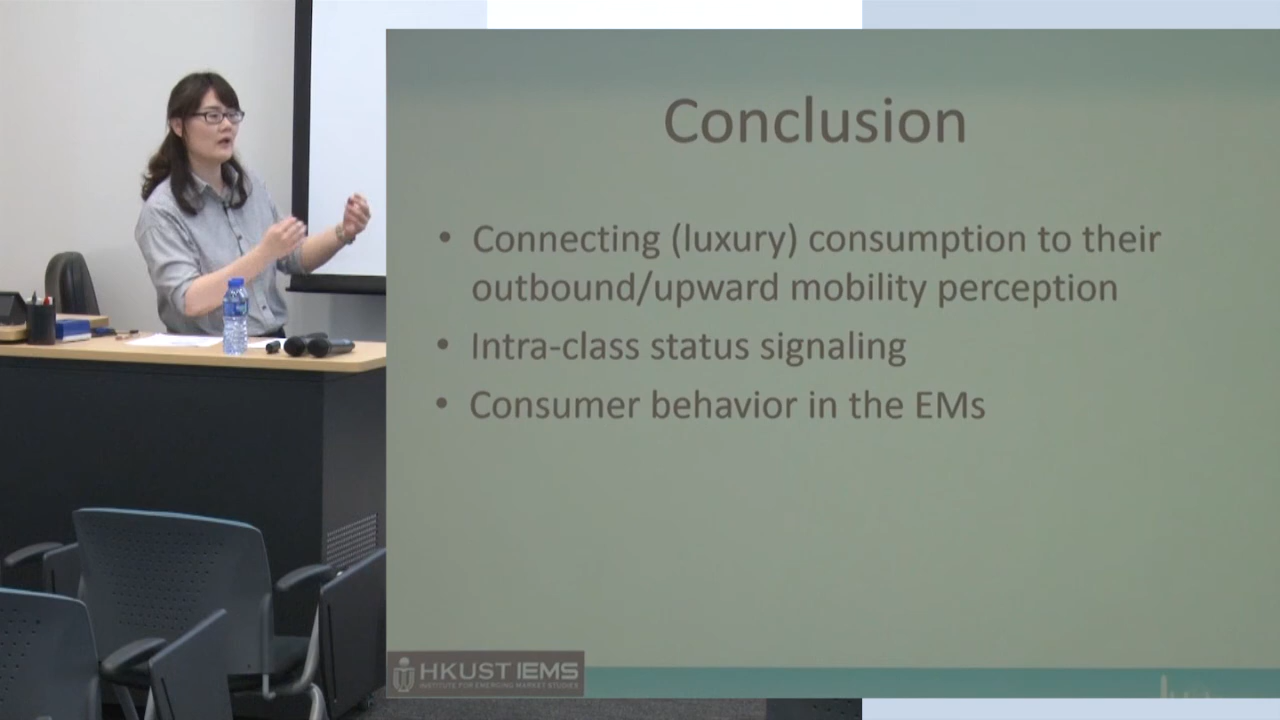 Conclusion
• Connecting (luxury) consumption to their
outbound/upward mobility perception
• Intra-class status signaling
• Consumer behavior in the EMs
HKUST IEMS
INSTITUTE FOR EMERGING MARKET STUDIES